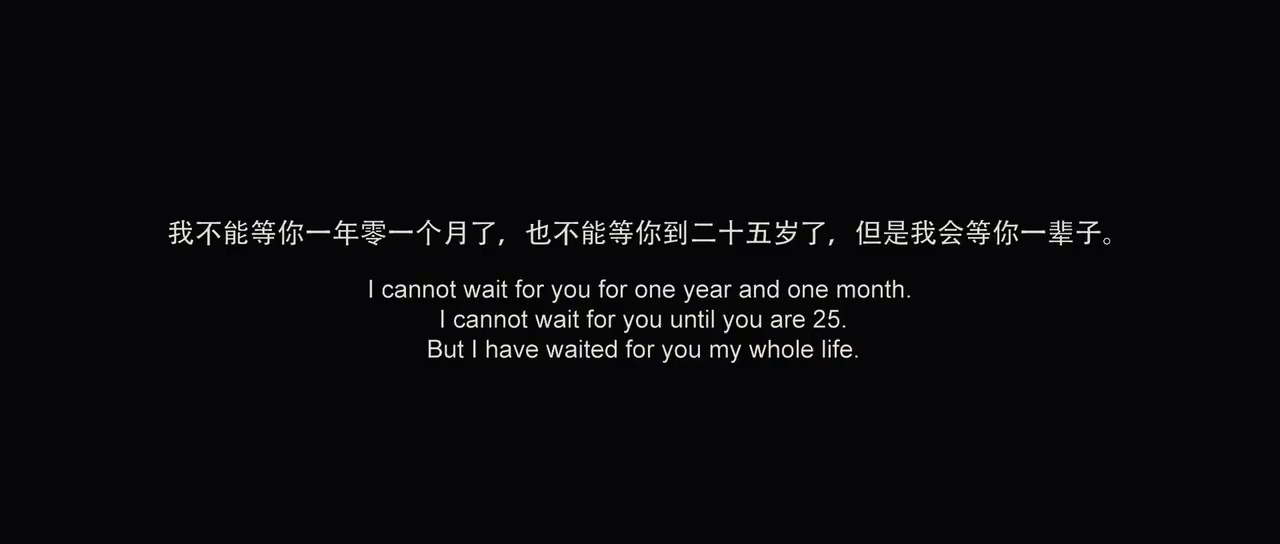 我不能等你一年零一个月了，也不能等你到二十五岁了，但是我会等你一辈子。
I cannot wait for you for one year and one month.
I cannot wait for you until you are 25.
But I have waited for you my whole life.